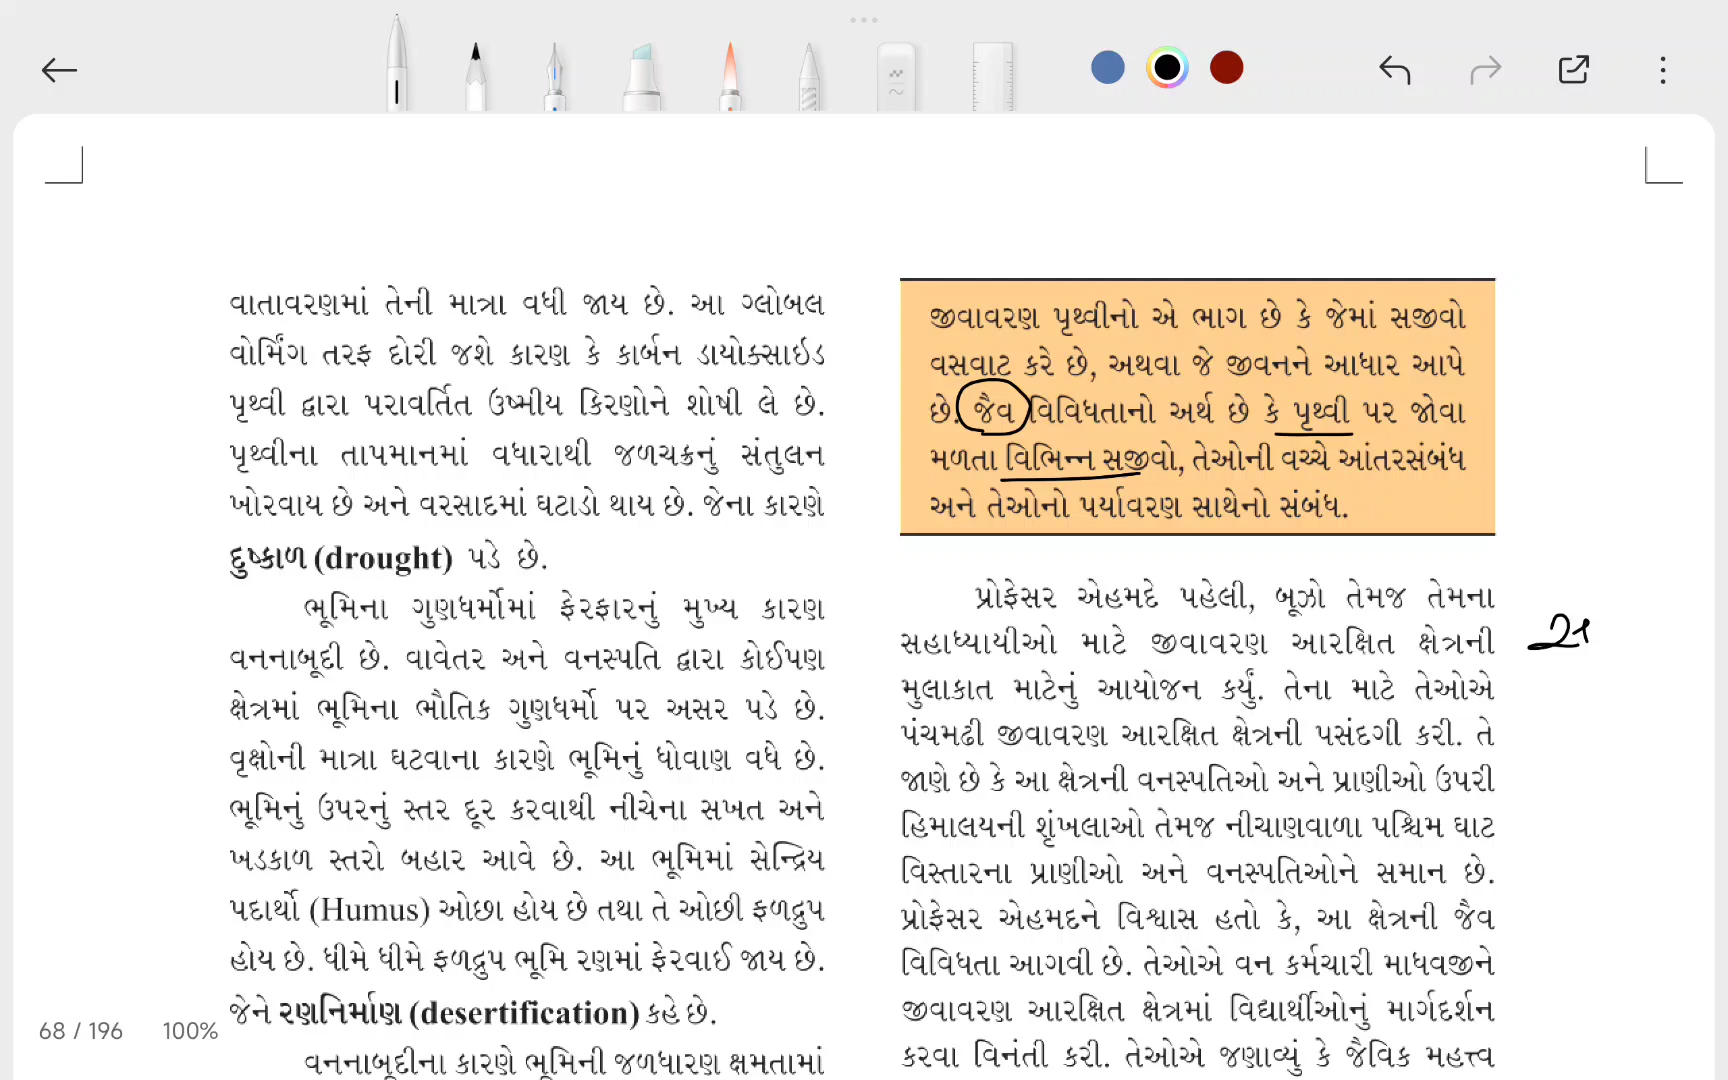 વાતાવરણમાં તેની માત્રા વધી જાય છે. આ ગ્લોબલ
વોર્મિંગ તરફ દોરી જશે કારણ કે કાર્બન ડાયોક્સાઇડ
પૃથ્વી દ્વારા પરાવર્તિત ઉષ્મીય કિરણોને શોષી લે છે.
પૃથ્વીના તાપમાનમાં વધારાથી જળચક્રનું સંતુલન
ખોરવાય છે અને વરસાદમાં ઘટાડો થાય છે. જેના કારણે
દુષ્કાળ (drought) પડે છે.
ભૂમિના ગુણધર્મોમાં ફેરફારનું મુખ્ય કારણ
વનનાબૂદી છે. વાવેતર અને વનસ્પતિ દ્વારા કોઈપણ
ક્ષેત્રમાં ભૂમિના ભૌતિક ગુણધર્મો પર અસર પડે છે.
વૃક્ષોની માત્રા ઘટવાના કારણે ભૂમિનું ધોવાણ વધે છે.
ભૂમિનું ઉપરનું સ્તર દૂર કરવાથી નીચેના સખત અને
ખડકાળ સ્તરો બહાર આવે છે. આ ભૂમિમાં સેન્દ્રિય
પદાર્થો (Humus) ઓછા હોય છે તથા તે ઓછી ફળદ્રુપ
હોય છે. ધીમે ધીમે ફળદ્રુપ ભૂમિ રણમાં ફેરવાઈ જાય છે.
જેને રણનિર્માણ (desertification) કહે છે.
વનનાબૂદીના કારણે ભૂમિની જળધારણ ક્ષમતામાં
જીવાવરણ પૃથ્વીનો એ ભાગ છે કે જેમાં સજીવો
વસવાટ કરે છે, અથવા જે જીવનને આધાર આપે
છે. જૈવ વિવિધતાનો અર્થ છે કે પૃથ્વી પર જોવા
મળતા વિભિન્ન સજીવો, તેઓની વચ્ચે આંતરસંબંધ
અને તેઓનો પર્યાવરણ સાથેનો સંબંધ.
પ્રોફેસર એહમદે પહેલી, બૂઝો તેમજ તેમના
સહાધ્યાયીઓ માટે જીવાવરણ આરક્ષિત ક્ષેત્રની
મુલાકાત માટેનું આયોજન કર્યું. તેના માટે તેઓએ
પંચમઢી જીવાવરણ આરક્ષિત ક્ષેત્રની પસંદગી કરી. તે
જાણે છે કે આ ક્ષેત્રની વનસ્પતિઓ અને પ્રાણીઓ ઉપરી
હિમાલયની શૃંખલાઓ તેમજ નીચાણવાળા પશ્ચિમ ઘાટ
વિસ્તારના પ્રાણીઓ અને વનસ્પતિઓને સમાન છે.
પ્રોફેસર એહમદને વિશ્વાસ હતો કે, આ ક્ષેત્રની જૈવ
વિવિધતા આગવી છે. તેઓએ વન કર્મચારી માધવજીને
જીવાવરણ આરક્ષિત ક્ષેત્રમાં વિદ્યાર્થીઓનું માર્ગદર્શન
કરવા વિનંતી કરી. તેઓએ જણાવ્યું કે જૈવિક મહત્ત્વ
68 / 196 100%